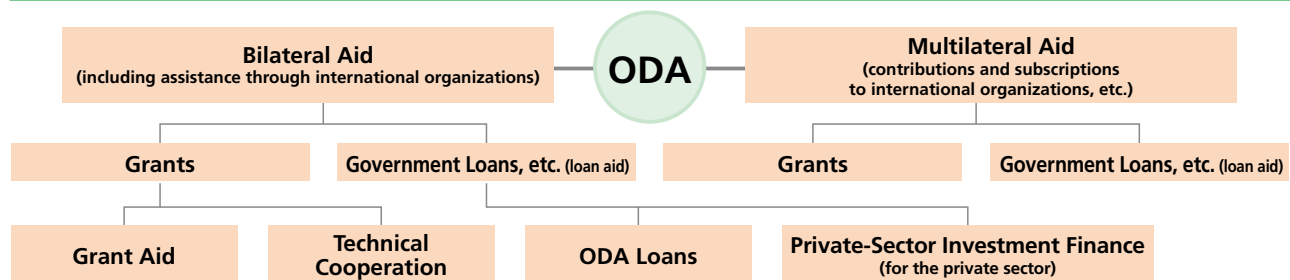 Bilateral Aid
(including assistance through international organizations)
ODA
Multilateral Aid
(contributions and subscriptions
to international organizations, etc.)
Grants
Government Loans, etc. (loan aid)
Grants
Government Loans, etc. (loan aid)
Grant Aid
Technical
Cooperation
ODA Loans
Private-Sector Investment Finance
(for the private sector)